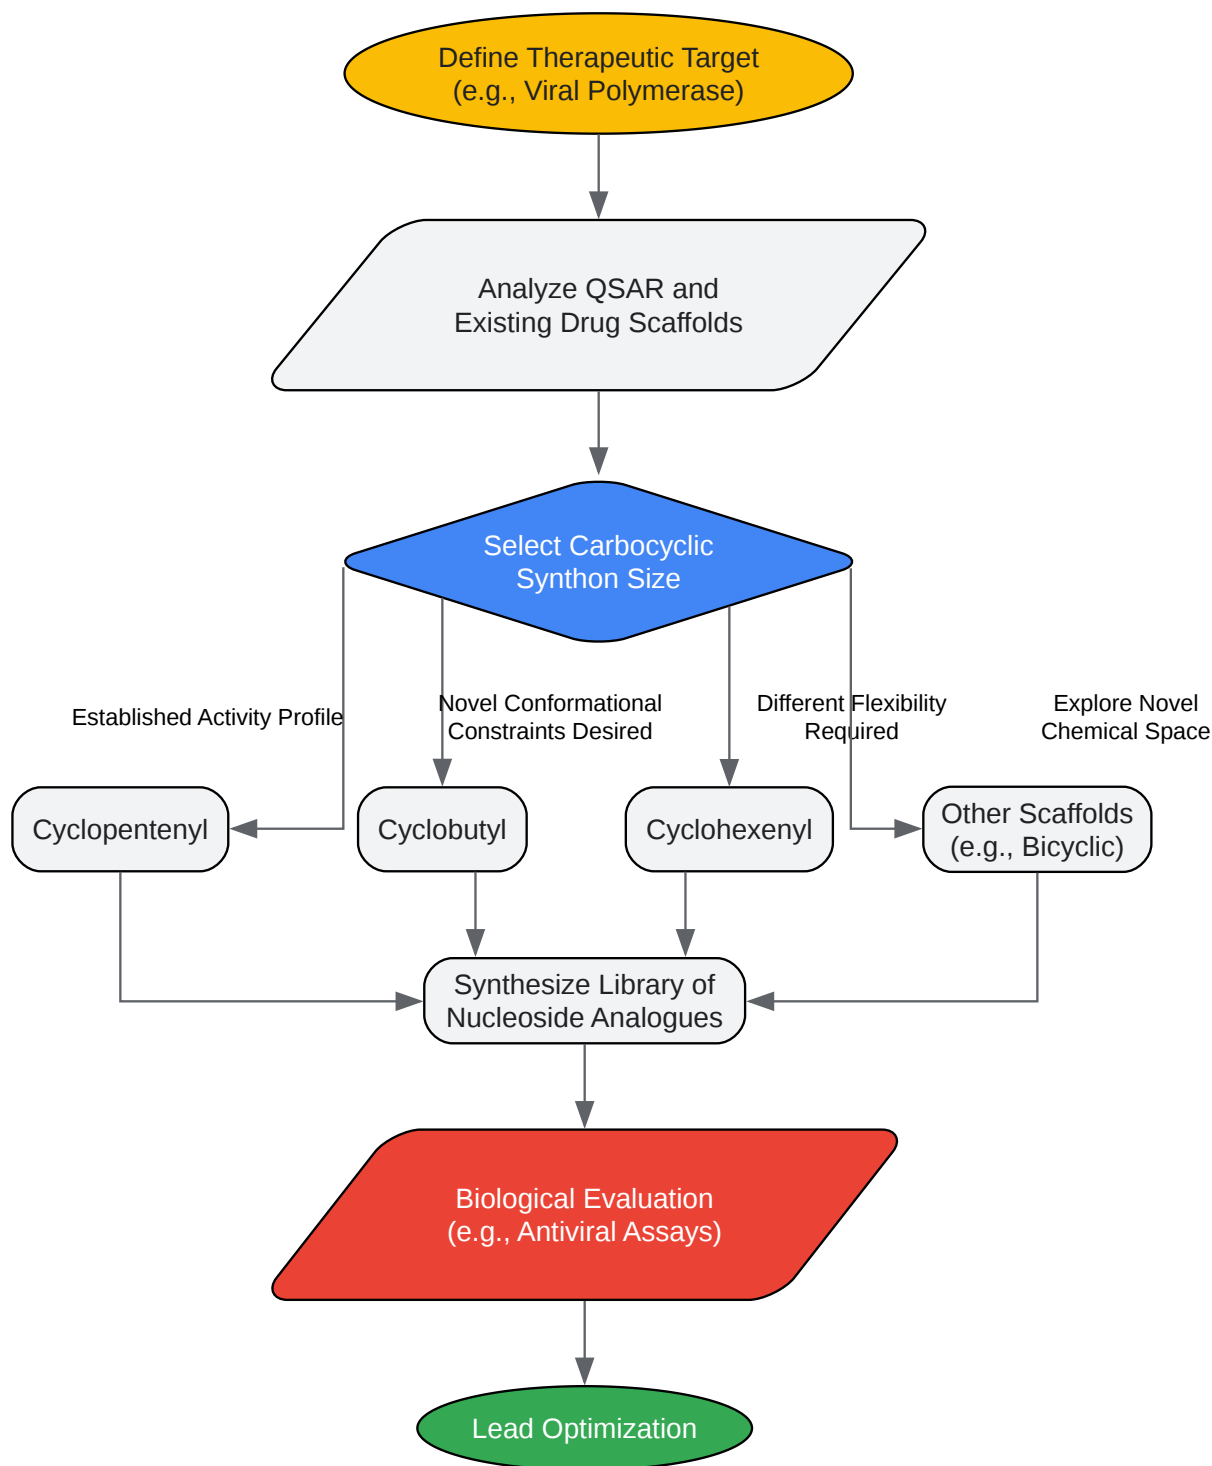 Define Therapeutic Target
(e.g., Viral Polymerase)
Analyze QSAR and
Existing Drug Scaffolds
Select Carbocyclic
Synthon Size
Established Activity Profile
Novel Conformational
Constraints Desired
Different Flexibility
Required
Explore Novel
Chemical Space
Cyclopentenyl
Cyclobutyl
Cyclohexenyl
Other Scaffolds
(e.g., Bicyclic)
Synthesize Library of
Nucleoside Analogues
Biological Evaluation
(e.g., Antiviral Assays)
Lead Optimization